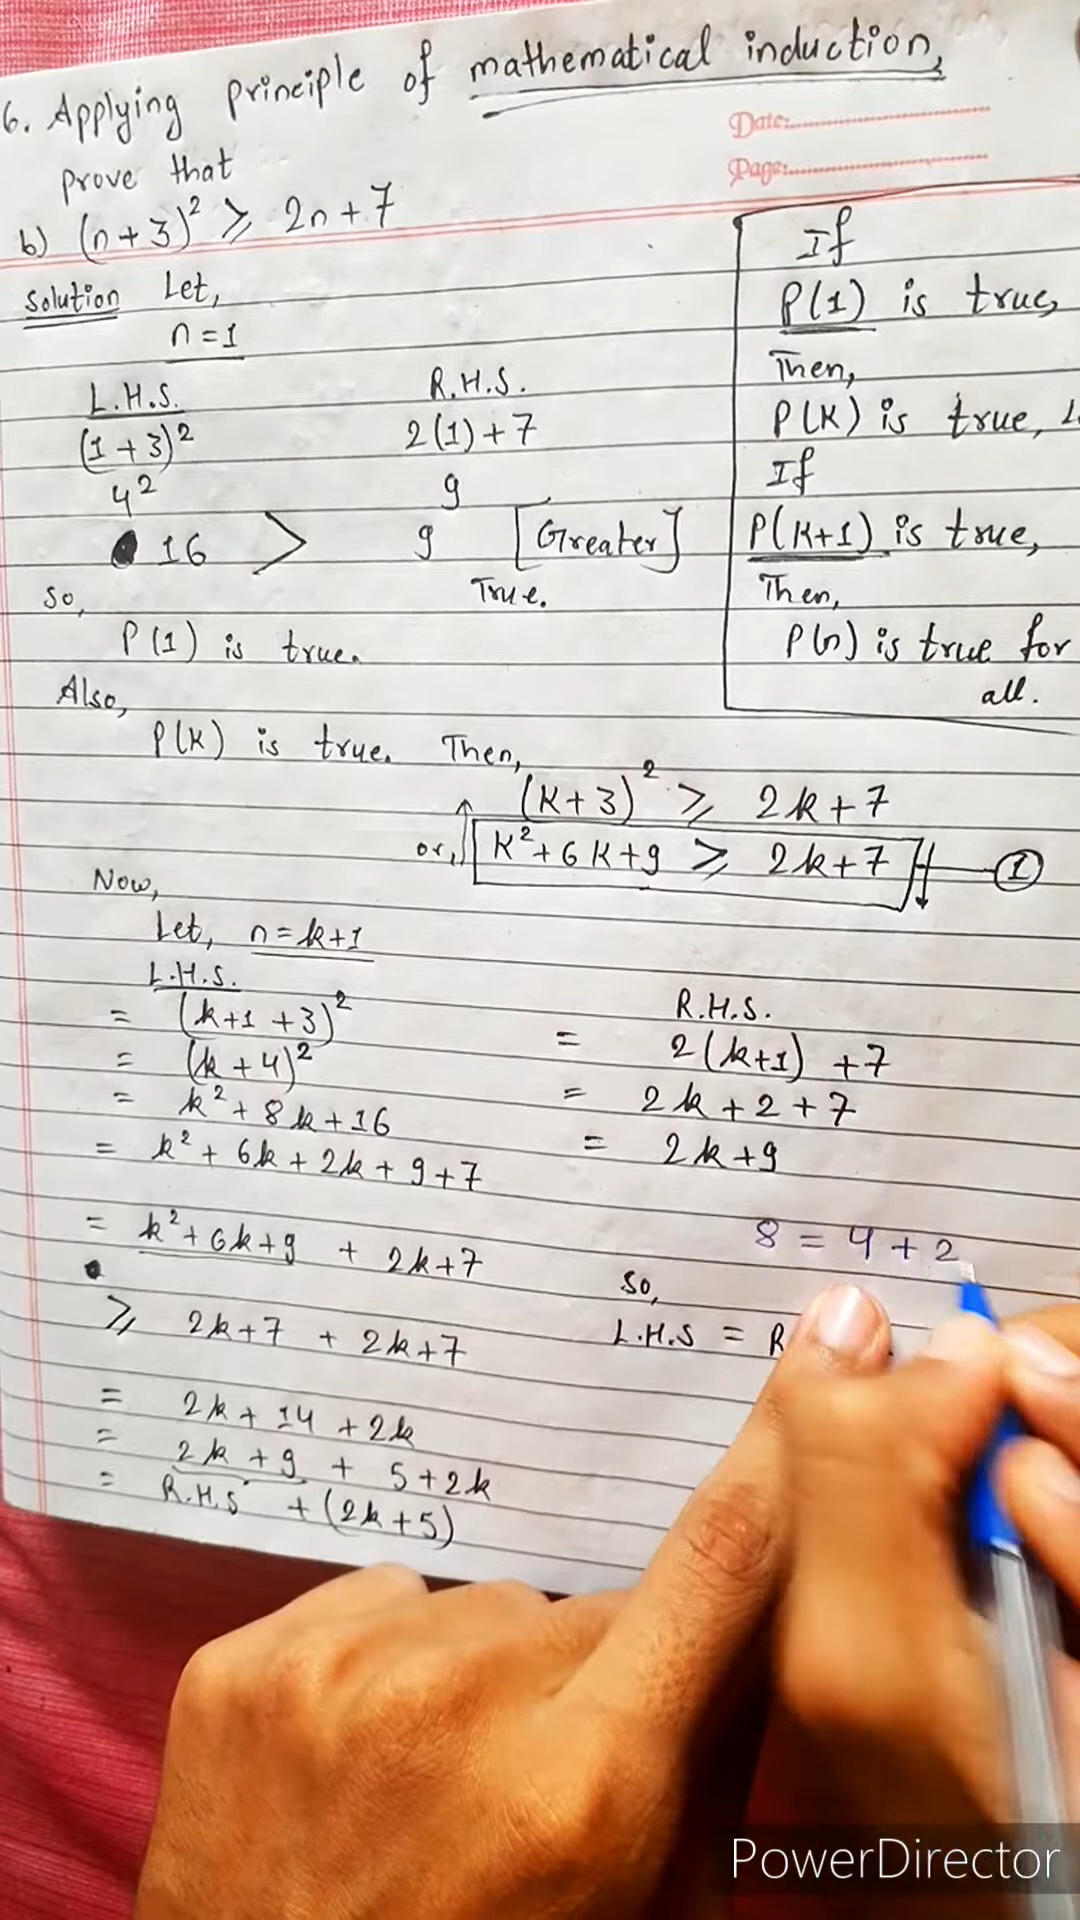 6. Applying principle of mathematical induction,
prove that
Date:
Page:
b) (n+3)² ≥ 2n+7
Solution Let,
n=1
L.H.S. R.H.S.
(1+3)² 2(1)+7
4² 9
16 > 9 [Greater]
True.
So,
P(1) is true.
If
P(1) is true,
Then,
P(K) is true,
If
P(K+1) is true,
Then,
P(n) is true for
all.
Also,
P(K) is true. Then,
(K+3)² ≥ 2k+7
or, K²+6K+9 ≥ 2k+7 ①
Now,
Let, n=k+1
L.H.S.
= (k+1+3)²
= (k+4)²
= k²+8k+16
= k²+6k+2k+9+7
= k²+6k+9 + 2k+7
≥ 2k+7 + 2k+7
= 2k+14+2k
= 2k+9 + 5+2k
= R.H.S + (2k+5)
R.H.S.
= 2(k+1)+7
= 2k+2+7
= 2k+9
8=4+2
So,
L.H.S = R
PowerDirector